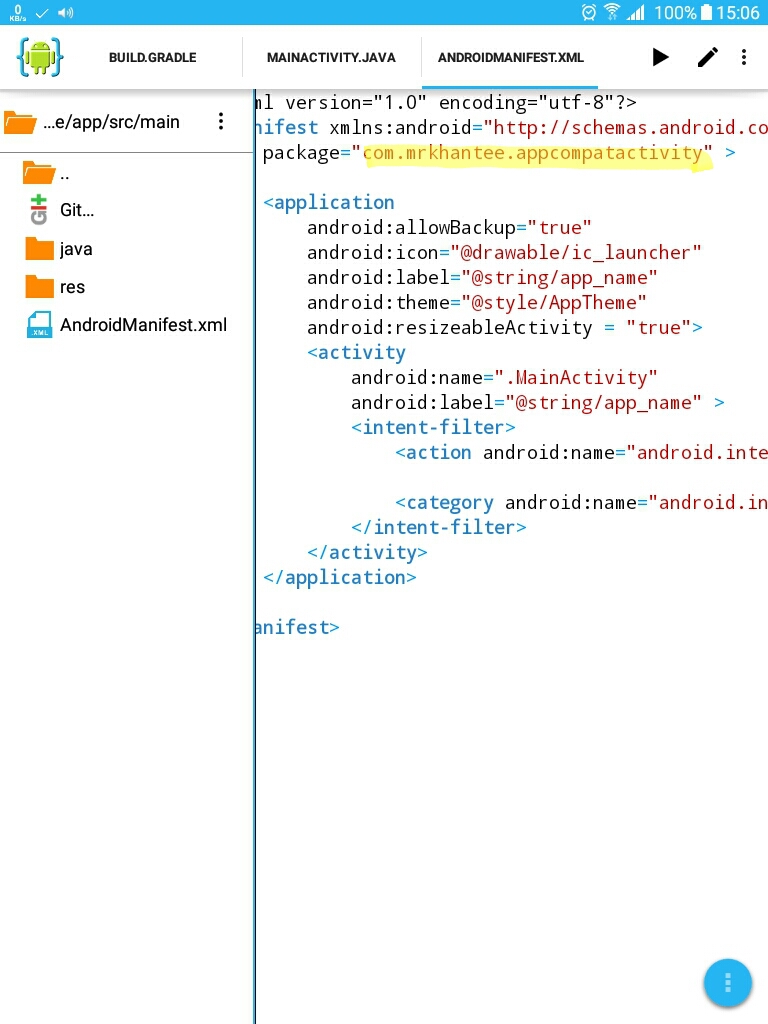 0
KB/s
100%
15:06
BUILD.GRADLE
MAINACTIVITY.JAVA
ANDROIDMANIFEST.XML
...e/app/src/main
..
Git...
java
res
AndroidManifest.xml
ml version="1.0" encoding="utf-8"?>
nifest xmlns:android="http://schemas.android.co
package="com.mrkhantee.appcompatactivity" >
<application
android:allowBackup="true"
android:icon="@drawable/ic_launcher"
android:label="@string/app_name"
android:theme="@style/AppTheme"
android:resizeableActivity = "true">
<activity
android:name=".MainActivity"
android:label="@string/app_name" >
<intent-filter>
<action android:name="android.inte
<category android:name="android.in
</intent-filter>
</activity>
</application>
anifest>